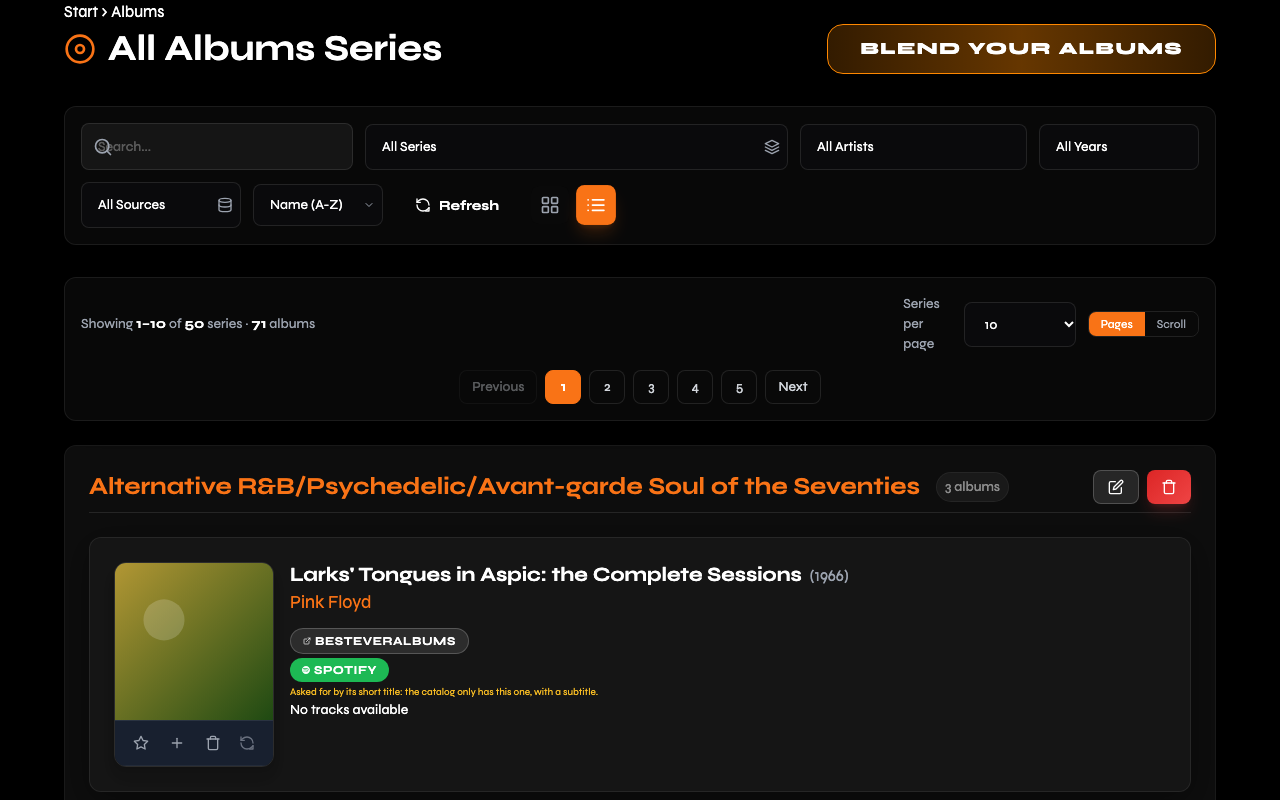 Start › Albums
All Albums Series
BLEND YOUR ALBUMS
Search...
All Series
All Artists
All Years
All Sources
Name (A-Z)
Refresh
Showing 1–10 of 50 series · 71 albums
Series
per
page
10
Pages
Scroll
Previous
1
2
3
4
5
Next
Alternative R&B/Psychedelic/Avant-garde Soul of the Seventies
3 albums
Larks' Tongues in Aspic: the Complete Sessions (1966)
Pink Floyd
BESTEVERALBUMS
SPOTIFY
Asked for by its short title: the catalog only has this one, with a subtitle.
No tracks available